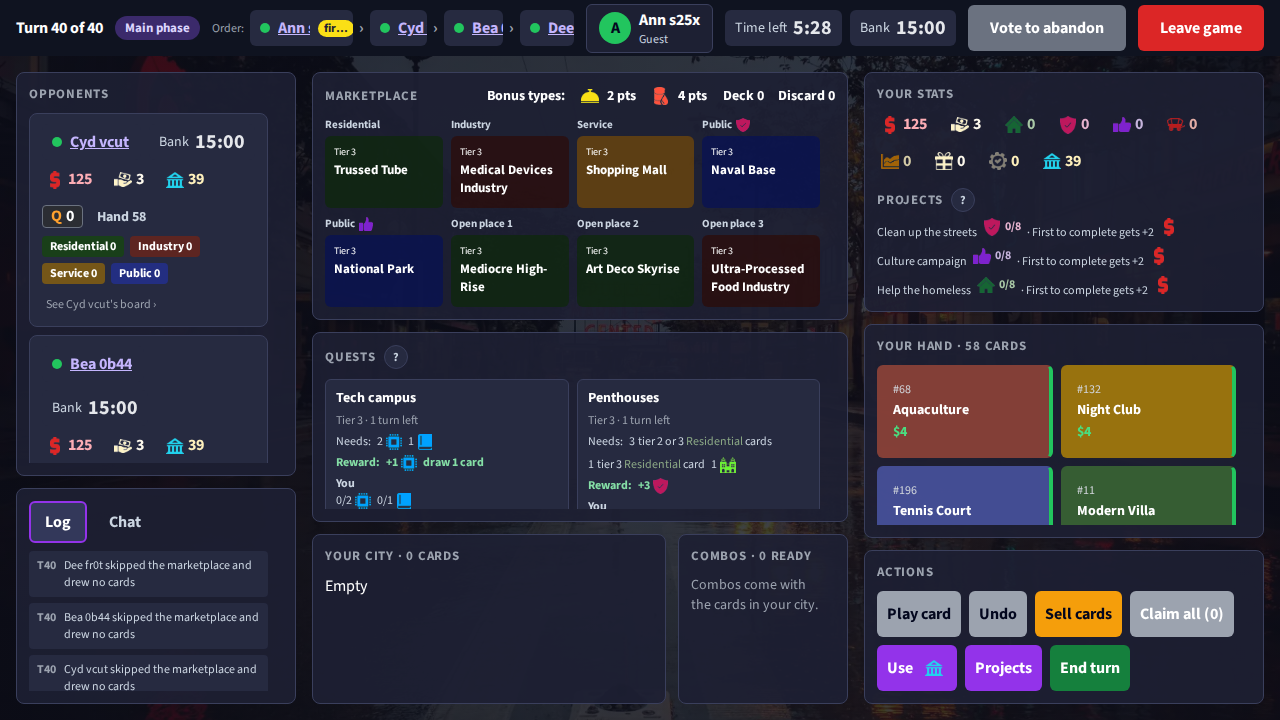 Turn 40 of 40
Main phase
Order:
Ann
fir...
›
Cyd
›
Bea
›
Dee
A
Ann s25x
Guest
Time left 5:28
Bank 15:00
Vote to abandon
Leave game
OPPONENTS
Cyd vcut
Bank 15:00
125 3 39
Q 0
Hand 58
Residential 0
Industry 0
Service 0
Public 0
See Cyd vcut's board ›
Bea 0b44
Bank 15:00
125 3 39
Log
Chat
T40 Dee fr0t skipped the marketplace and
drew no cards
T40 Bea 0b44 skipped the marketplace and
drew no cards
T40 Cyd vcut skipped the marketplace and
drew no cards
MARKETPLACE
Bonus types: 2 pts 4 pts Deck 0 Discard 0
Residential
Tier 3
Trussed Tube
Industry
Tier 3
Medical Devices
Industry
Service
Tier 3
Shopping Mall
Public
Tier 3
Naval Base
Public
Tier 3
National Park
Open place 1
Tier 3
Mediocre High-
Rise
Open place 2
Tier 3
Art Deco Skyrise
Open place 3
Tier 3
Ultra-Processed
Food Industry
QUESTS ?
Tech campus
Tier 3 · 1 turn left
Needs: 2 1
Reward: +1 draw 1 card
You
0/2 0/1
Penthouses
Tier 3 · 1 turn left
Needs: 3 tier 2 or 3 Residential cards
1 tier 3 Residential card 1
Reward: +3
You
YOUR CITY · 0 CARDS
Empty
COMBOS · 0 READY
Combos come with
the cards in your city.
YOUR STATS
125 3 0 0 0 0
0 0 0 39
PROJECTS ?
Clean up the streets 0/8 · First to complete gets +2
Culture campaign 0/8 · First to complete gets +2
Help the homeless 0/8 · First to complete gets +2
YOUR HAND · 58 CARDS
#68
Aquaculture
$4
#132
Night Club
$4
#196
Tennis Court
#11
Modern Villa
ACTIONS
Play card
Undo
Sell cards
Claim all (0)
Use
Projects
End turn